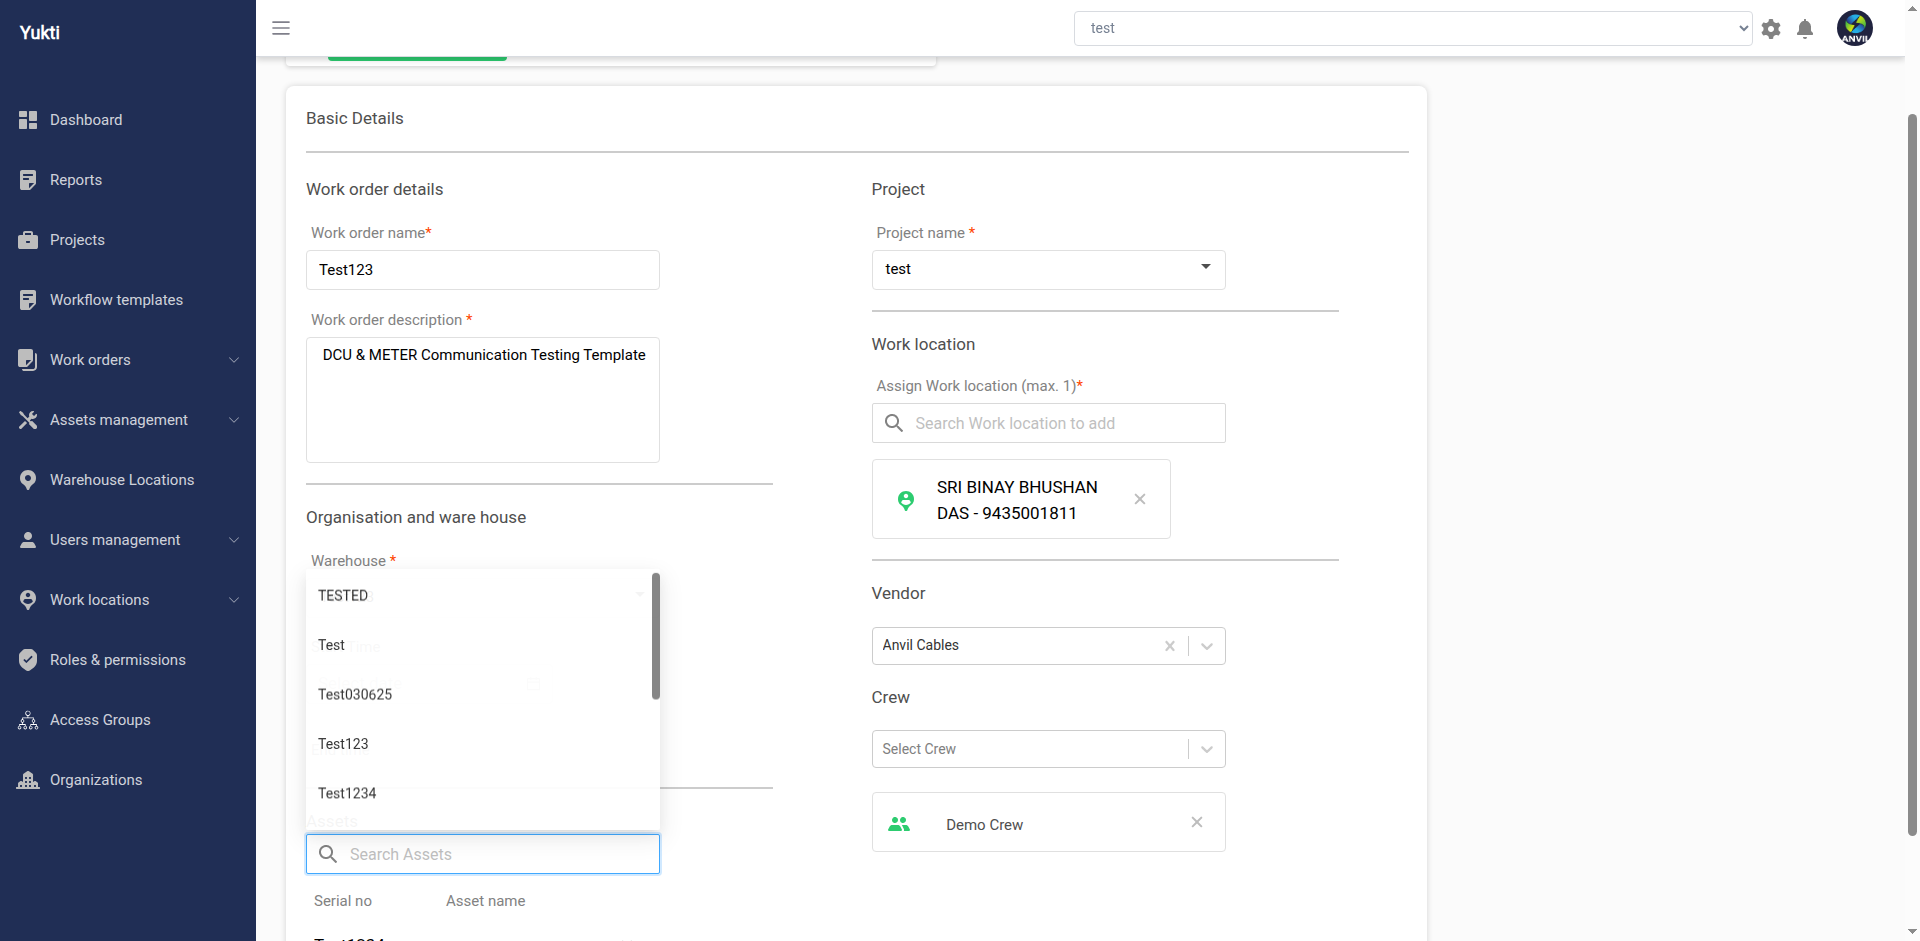 Yukti
test
ANVIL
Dashboard
Reports
Projects
Workflow templates
Work orders
Assets management
Warehouse Locations
Users management
Work locations
Roles & permissions
Access Groups
Organizations
Basic Details
Work order details
Work order name*
Test123
Work order description *
DCU & METER Communication Testing Template
Organisation and ware house
Warehouse *
TESTED
Test
Test030625
Test123
Test1234
Assets
Search Assets
Serial no Asset name
Project
Project name *
test
Work location
Assign Work location (max. 1)*
Search Work location to add
SRI BINAY BHUSHAN
DAS - 9435001811
Vendor
Anvil Cables
Crew
Select Crew
Demo Crew